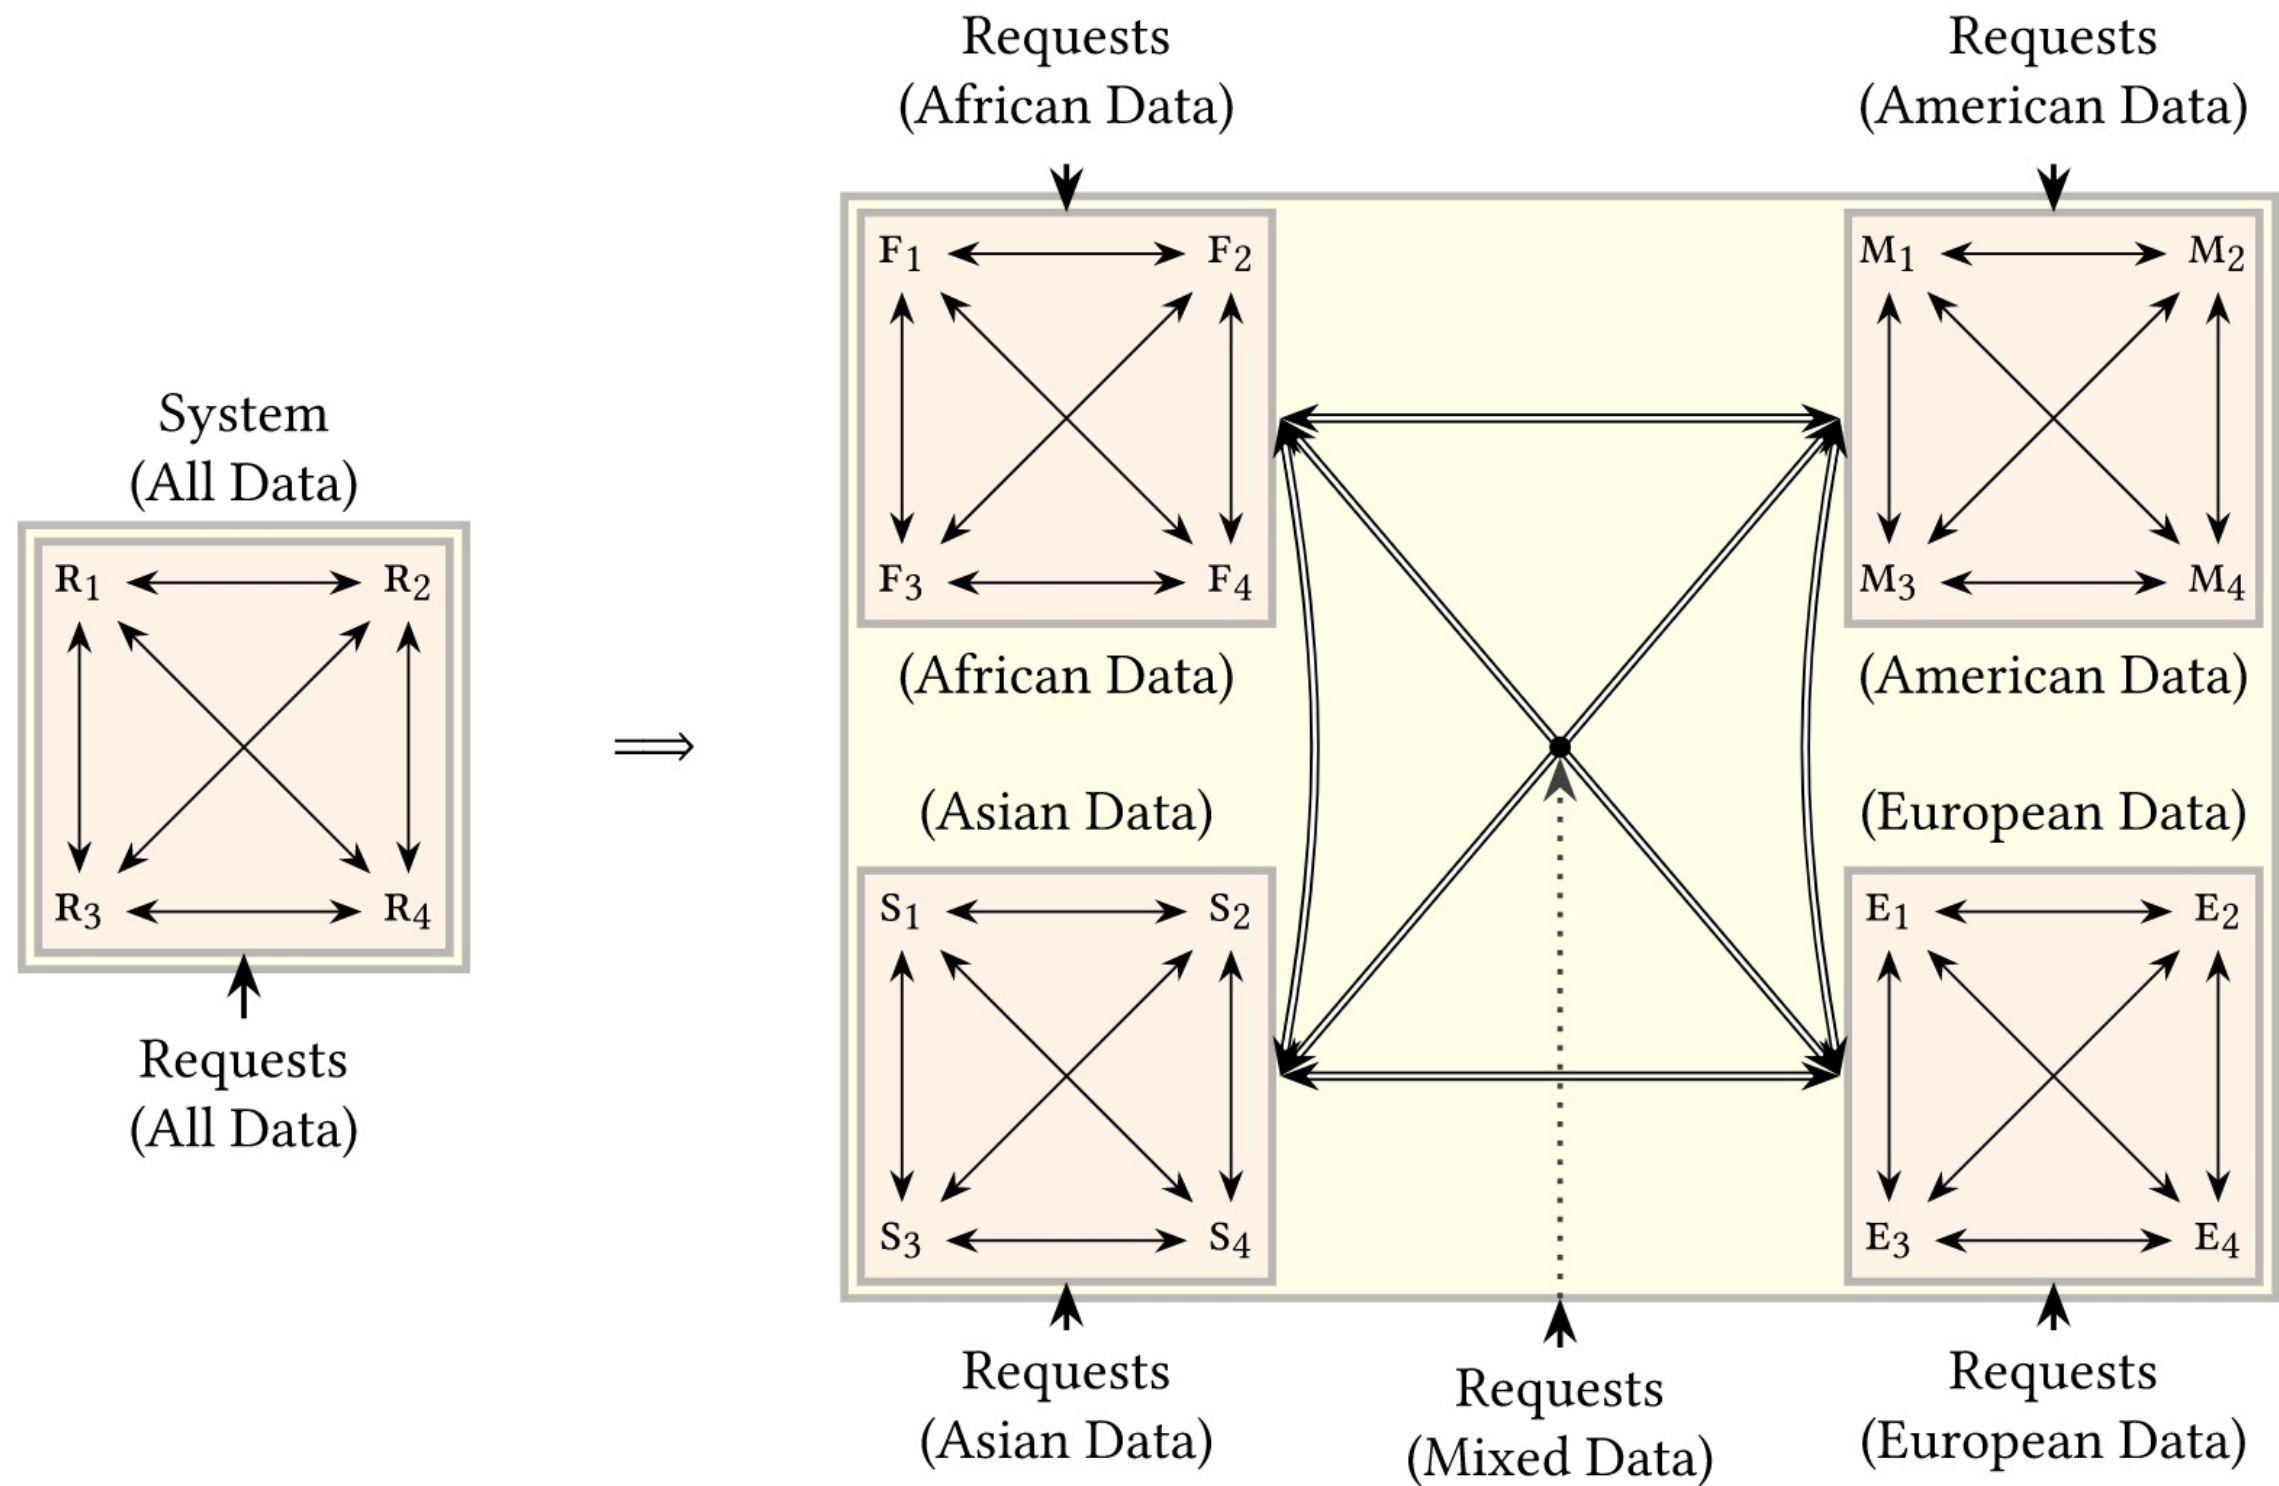 System
(All Data)
R1 R2
R3 R4
Requests
(All Data)
⟹
Requests
(African Data)
Requests
(American Data)
F1 F2
F3 F4
(African Data)
M1 M2
M3 M4
(American Data)
(Asian Data)
S1 S2
S3 S4
(European Data)
E1 E2
E3 E4
Requests
(Asian Data)
Requests
(Mixed Data)
Requests
(European Data)